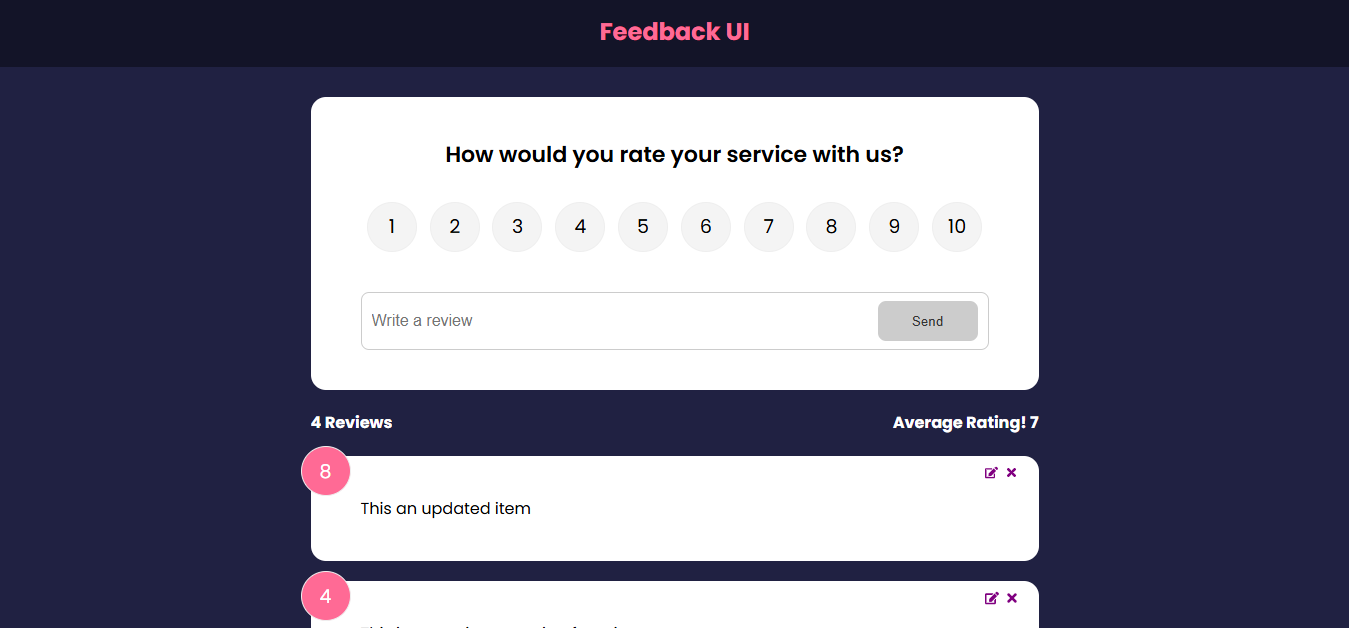 Feedback UI
How would you rate your service with us?
1 2 3 4 5 6 7 8 9 10
Write a review
Send
4 Reviews
Average Rating! 7
8
This an updated item
4